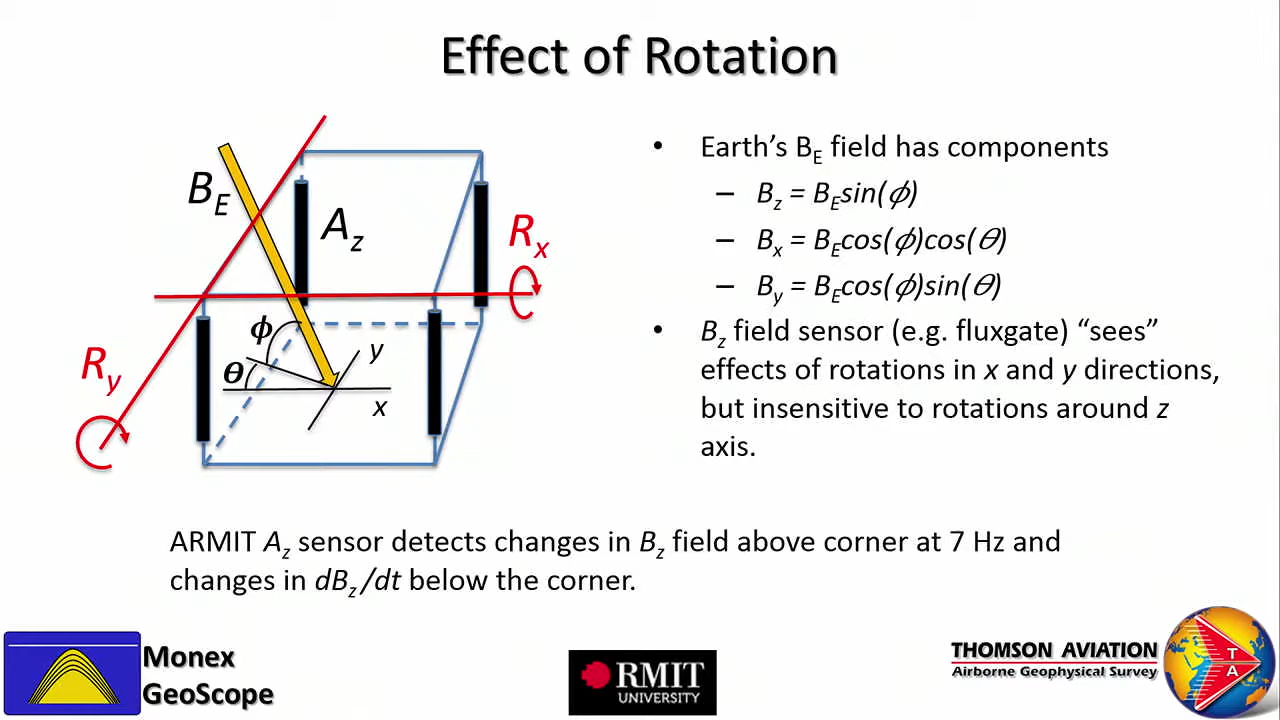 Effect of Rotation
B_E
A_z
R_x
R_y
ϕ
θ
y
x
• Earth’s B_E field has components
– B_z = B_E sin(ϕ)
– B_x = B_E cos(ϕ)cos(θ)
– B_y = B_E cos(ϕ)sin(θ)
• B_z field sensor (e.g. fluxgate) “sees”
effects of rotations in x and y directions,
but insensitive to rotations around z
axis.
ARMIT A_z sensor detects changes in B_z field above corner at 7 Hz and
changes in dB_z/dt below the corner.
Monex
GeoScope
RMIT
UNIVERSITY
THOMSON AVIATION
Airborne Geophysical Survey
T
A